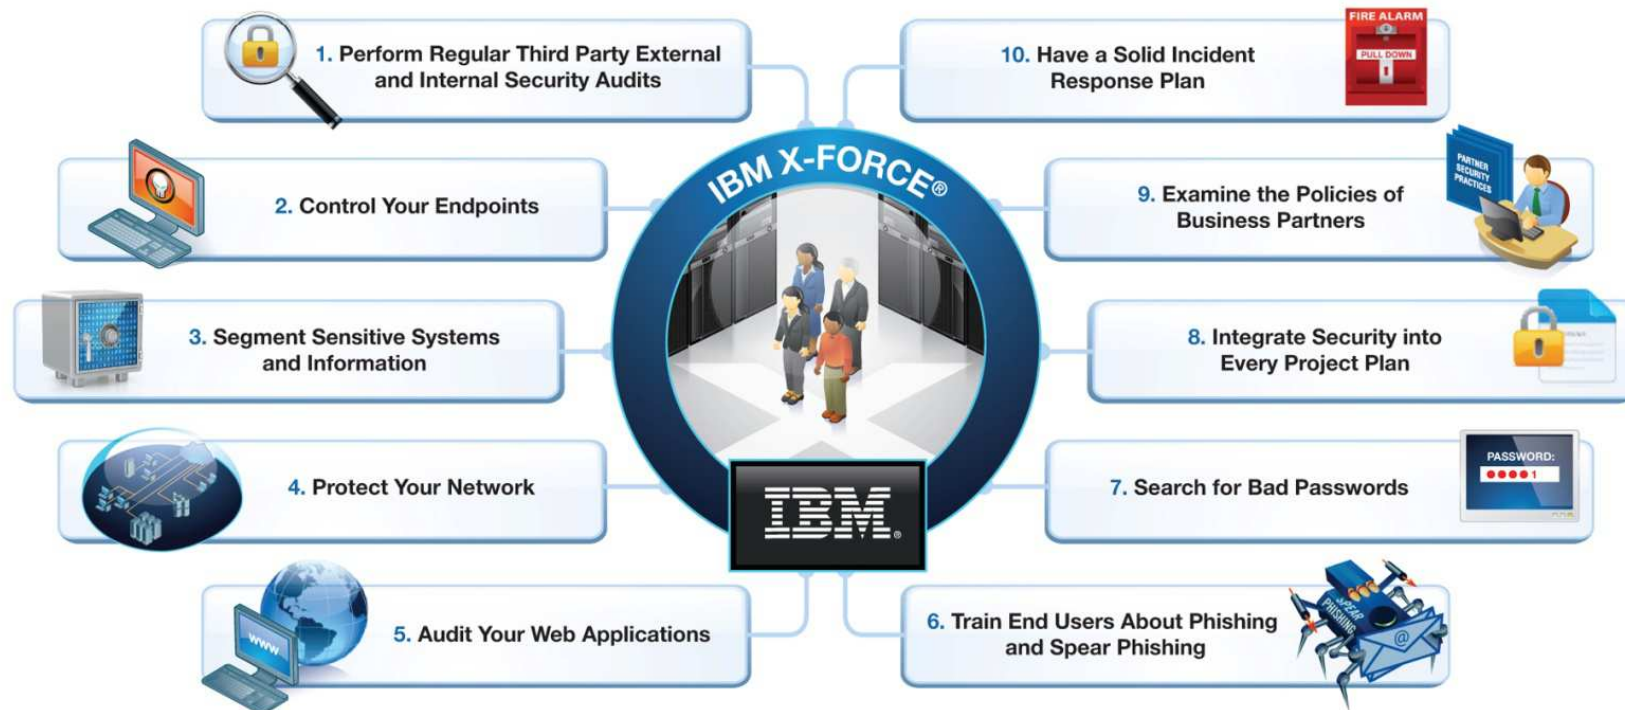 1. Perform Regular Third Party External
and Internal Security Audits
2. Control Your Endpoints
3. Segment Sensitive Systems
and Information
4. Protect Your Network
5. Audit Your Web Applications
www
IBM X-FORCE®
IBM®
10. Have a Solid Incident
Response Plan
FIRE ALARM
PULL DOWN
9. Examine the Policies of
Business Partners
PARTNER
SECURITY
PRACTICES
8. Integrate Security into
Every Project Plan
7. Search for Bad Passwords
PASSWORD:
●●●●1
6. Train End Users About Phishing
and Spear Phishing
SPEAR
PHISHING
@